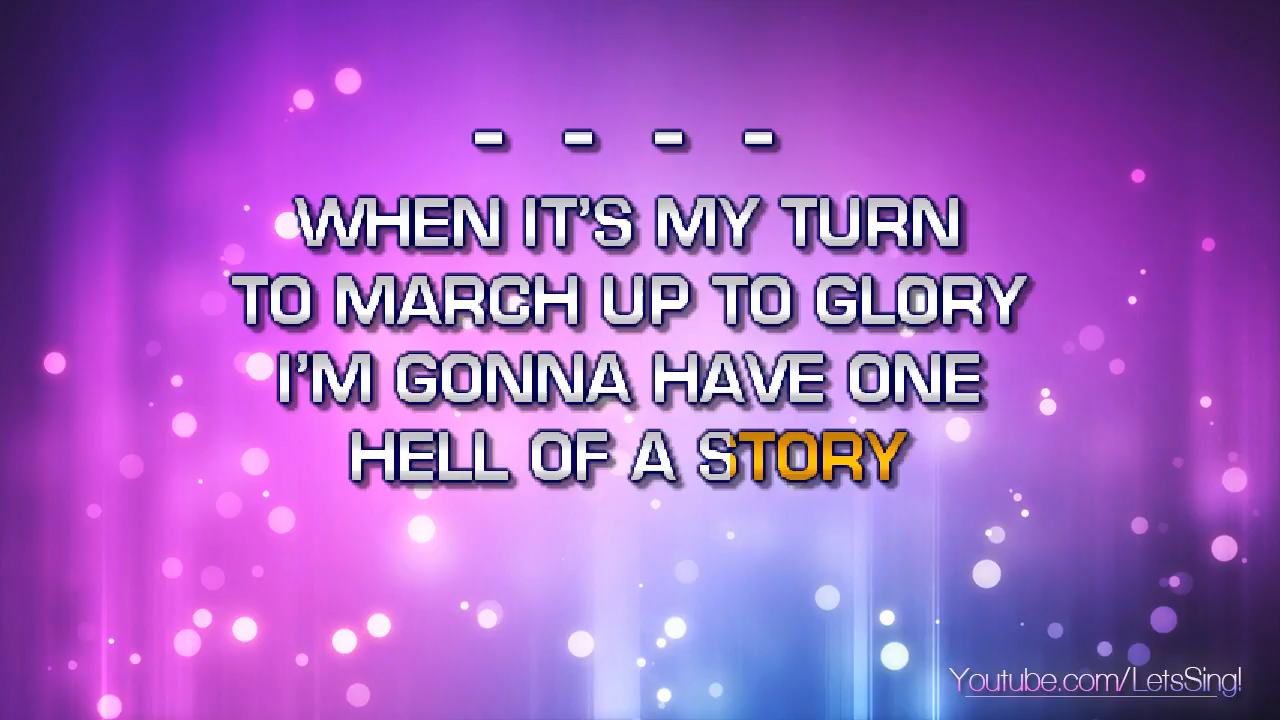 - - - -
WHEN IT'S MY TURN
TO MARCH UP TO GLORY
I'M GONNA HAVE ONE
HELL OF A STORY
Youtube.com/LetsSing!